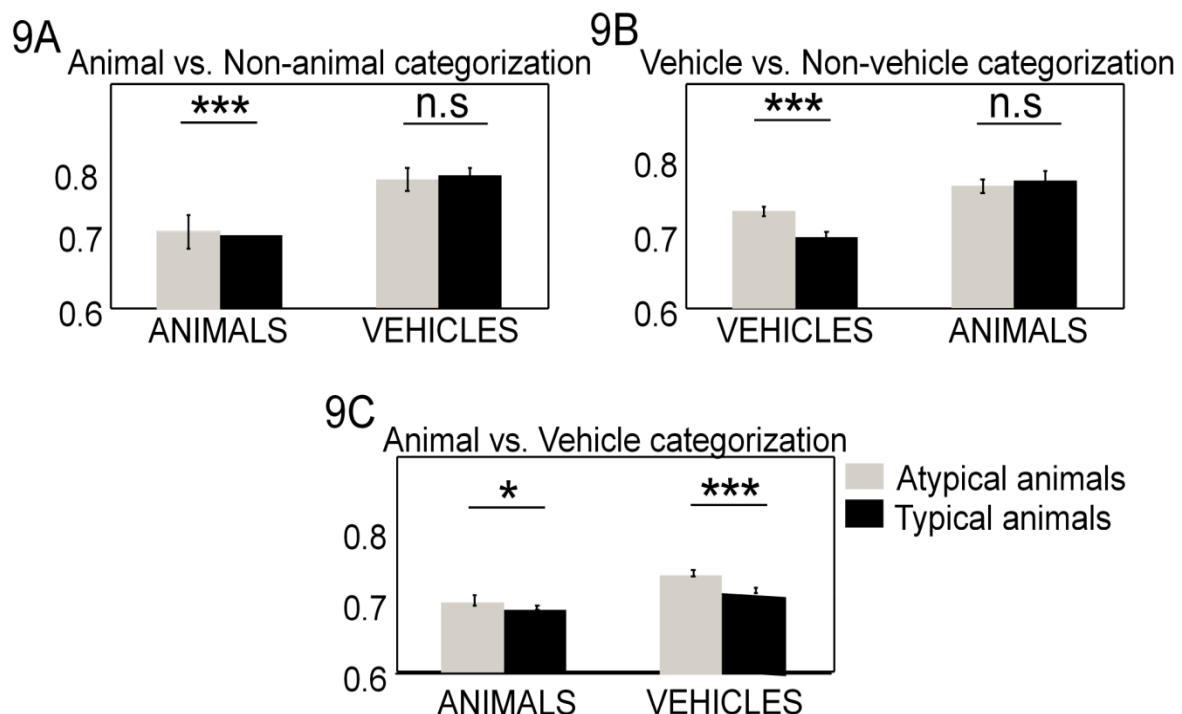 9A
Animal vs. Non-animal categorization
*** n.s
0.8
0.7
0.6
ANIMALS VEHICLES
9B
Vehicle vs. Non-vehicle categorization
*** n.s
0.8
0.7
0.6
VEHICLES ANIMALS
9C
Animal vs. Vehicle categorization
* ***
0.8
0.7
0.6
ANIMALS VEHICLES
Atypical animals
Typical animals